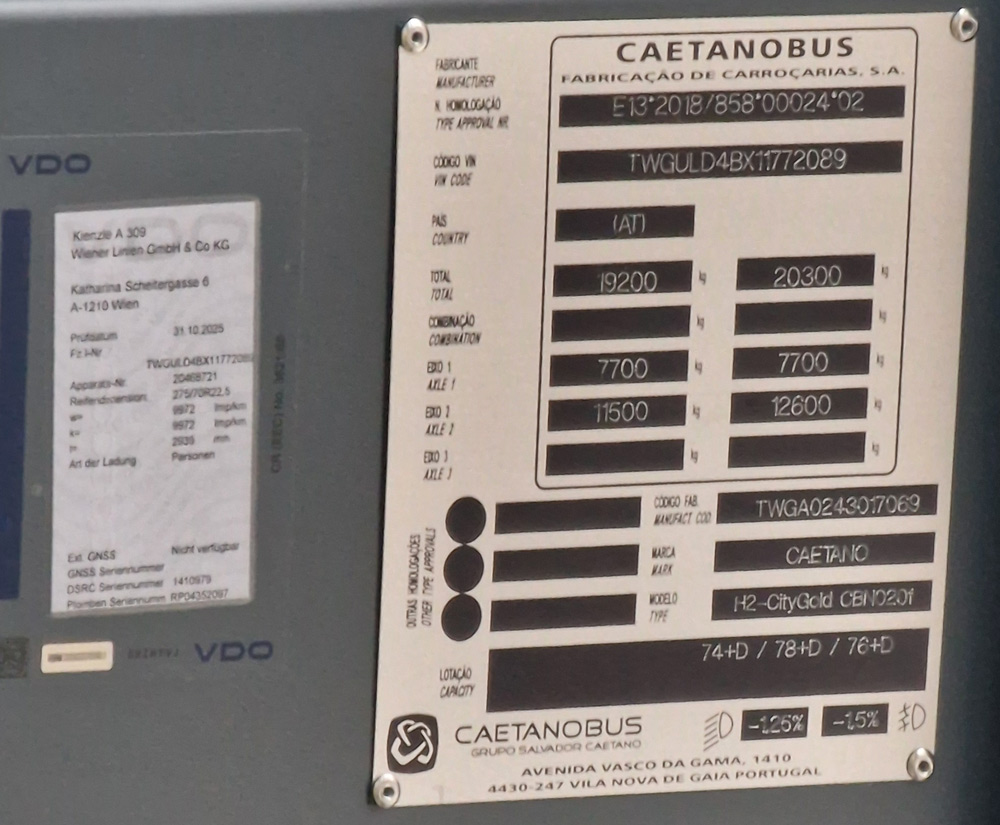 VDO
Kienzle A 309
Wiener Linien GmbH & Co KG
Katharina Scheitergasse 6
A-1210 Wien
Prüfdatum 31.10.2025
Fz.I-Nr
TWGULD4BX1177208
Apparate-Nr. 20468721
Reifendimension 275/70R22,5
w= 9972 Imp/km
k= 9972 Imp/km
l= 2939 mm
Art der Ladung Personen
Ext. GNSS Nicht verfügbar
GNSS Seriennummer
DSRC Seriennummer 1410979
Plomben Seriennumm RP04352097
VDO
CAETANOBUS
FABRICAÇÃO DE CARROÇARIAS, S.A.
FABRICANTE
MANUFACTURER
N. HOMOLOGAÇÃO
TYPE APPROVAL NR.
E13*2018/858*00024*02
CÓDIGO VIN
VIN CODE
TWGULD4BX11772089
PAÍS
COUNTRY
(AT)
TOTAL
TOTAL
19200 kg 20300 kg
COMBINAÇÃO
COMBINATION
kg kg
EIXO 1
AXLE 1
7700 kg 7700 kg
EIXO 2
AXLE 2
11500 kg 12600 kg
EIXO 3
AXLE 3
kg kg
OUTRAS HOMOLOGAÇÕES
OTHER TYPE APPROVALS
CÓDIGO FAB.
MANUFACT COD.
TWGA0243017069
MARCA
MARK
CAETANO
MODELO
TYPE
H2-CityGold CBN020f
LOTAÇÃO
CAPACITY
74+D / 78+D / 76+D
CAETANOBUS
GRUPO SALVADOR CAETANO
-1,25% -1,5%
AVENIDA VASCO DA GAMA, 1410
4430-247 VILA NOVA DE GAIA PORTUGAL